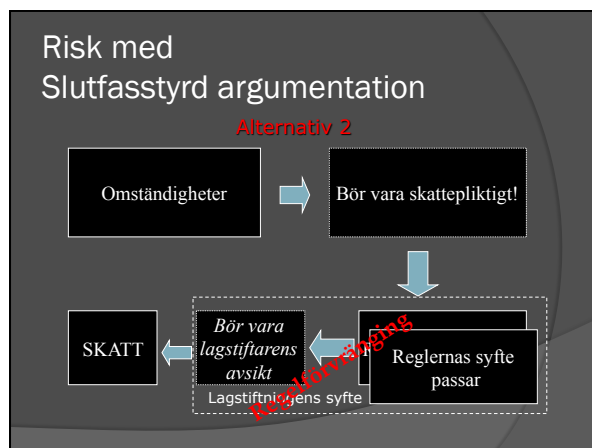 Risk med
Slutfasstyrd argumentation
Alternativ 2
Omständigheter
Bör vara skattepliktigt!
SKATT
Bör vara
lagstiftarens
avsikt
Reglernas syfte
passar
Regelförvränging
Lagstiftningens syfte